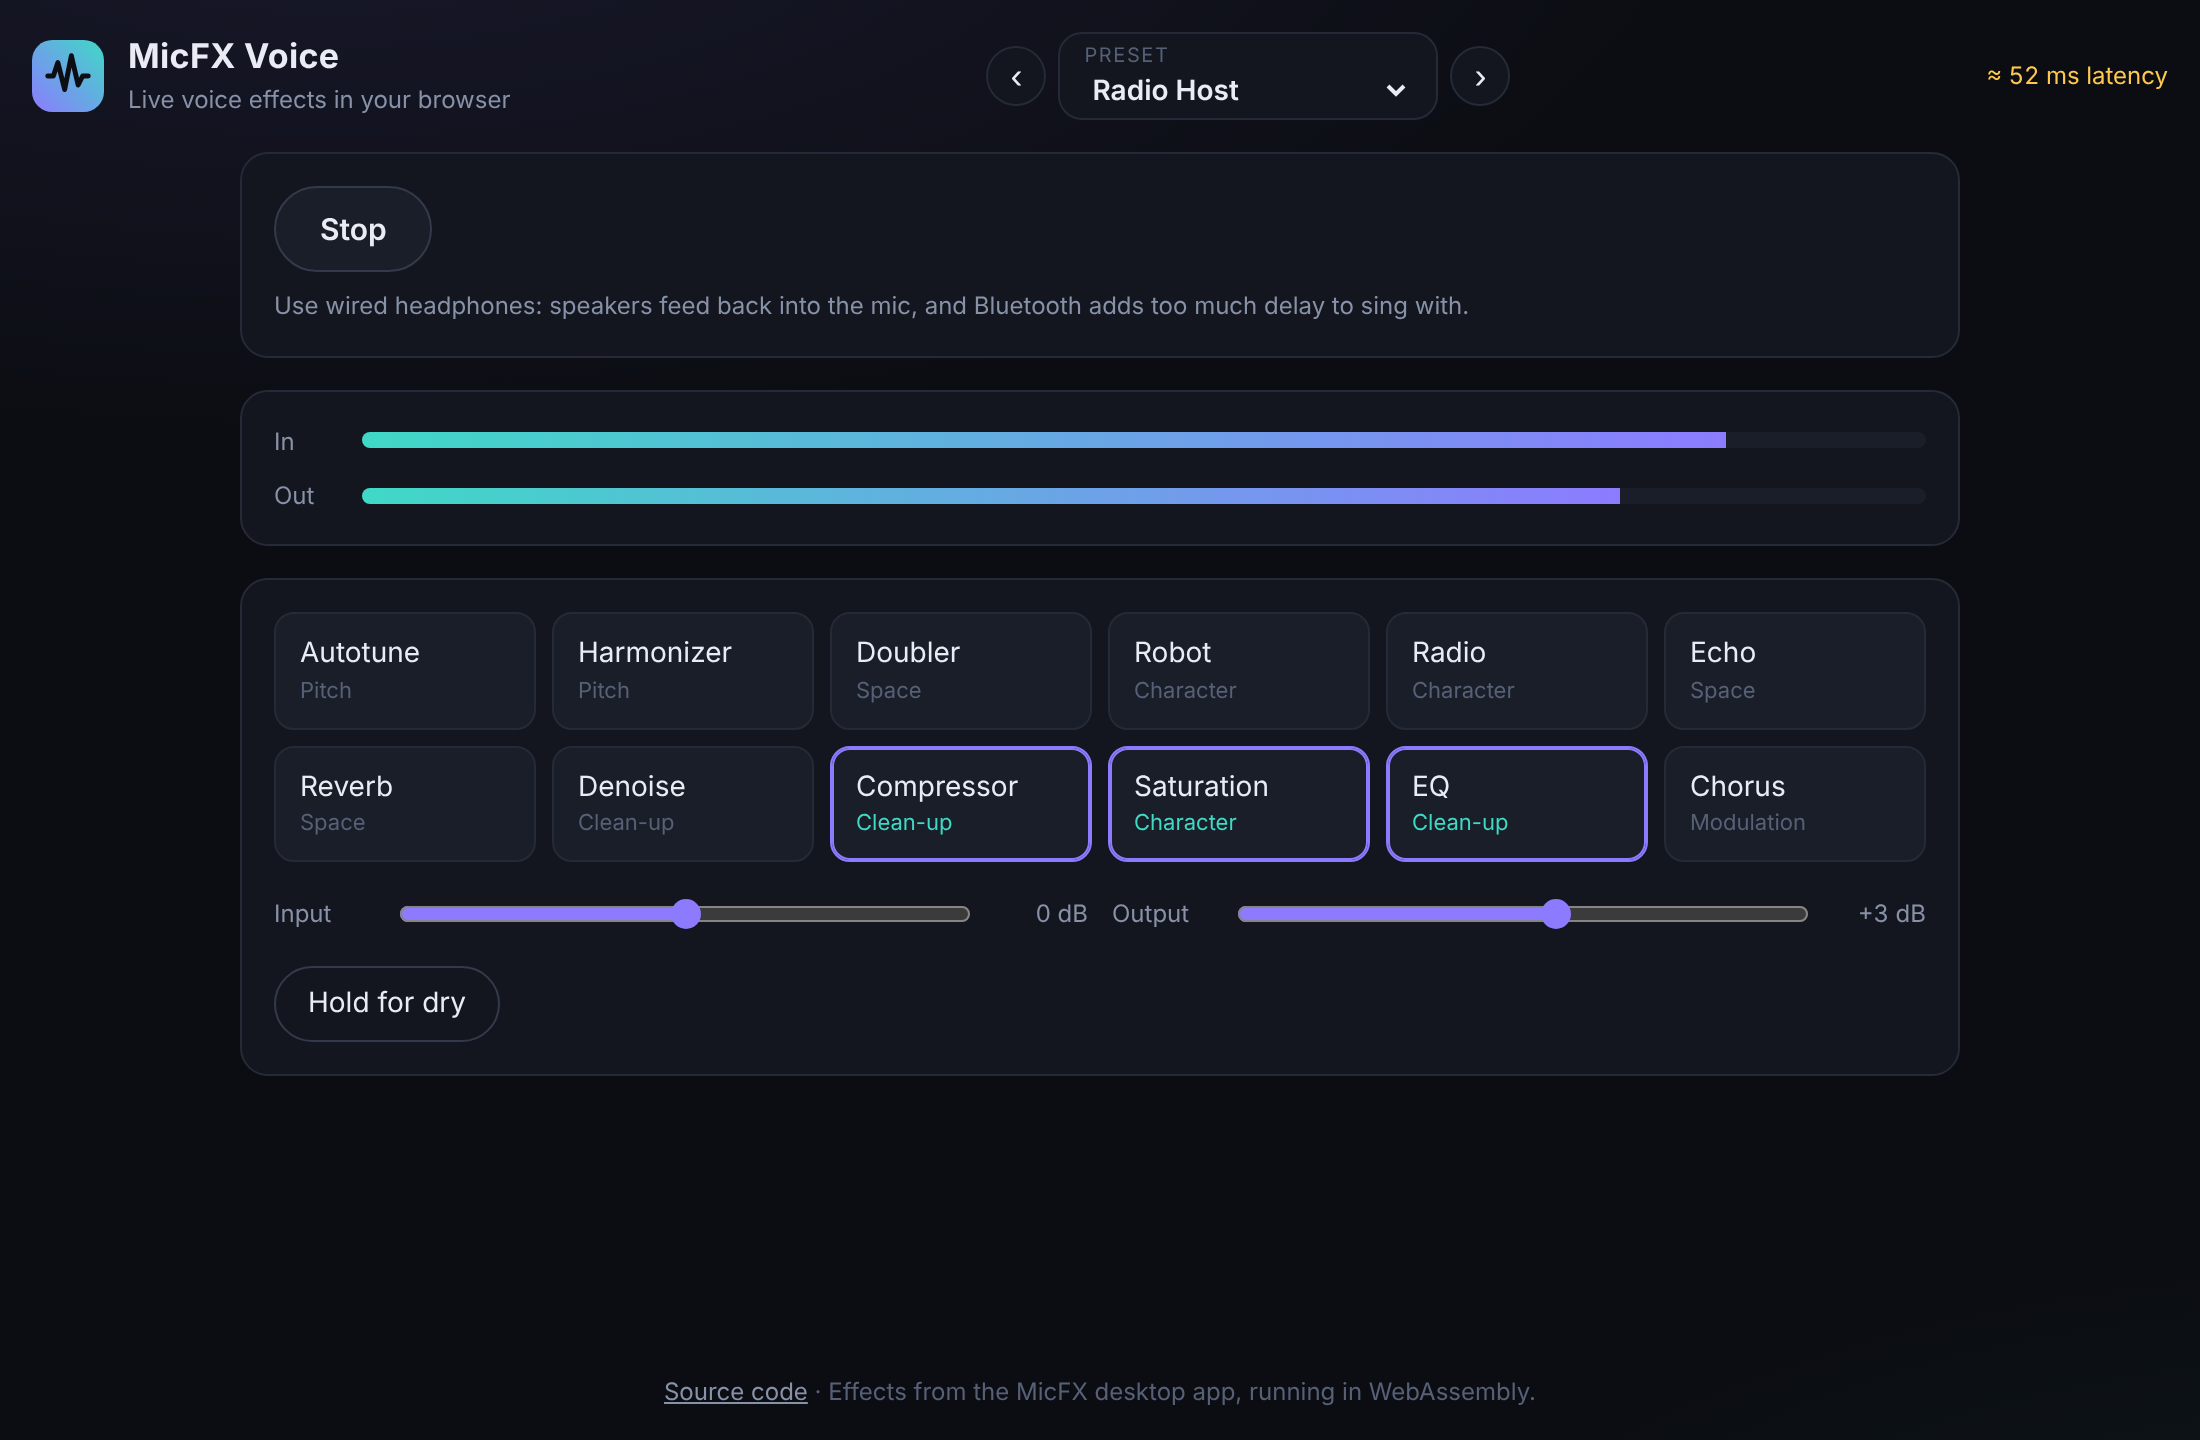 MicFX Voice
Live voice effects in your browser
‹
PRESET
Radio Host
›
≈ 52 ms latency
Stop
Use wired headphones: speakers feed back into the mic, and Bluetooth adds too much delay to sing with.
In
Out
Autotune
Pitch
Harmonizer
Pitch
Doubler
Space
Robot
Character
Radio
Character
Echo
Space
Reverb
Space
Denoise
Clean-up
Compressor
Clean-up
Saturation
Character
EQ
Clean-up
Chorus
Modulation
Input 0 dB Output +3 dB
Hold for dry
Source code · Effects from the MicFX desktop app, running in WebAssembly.